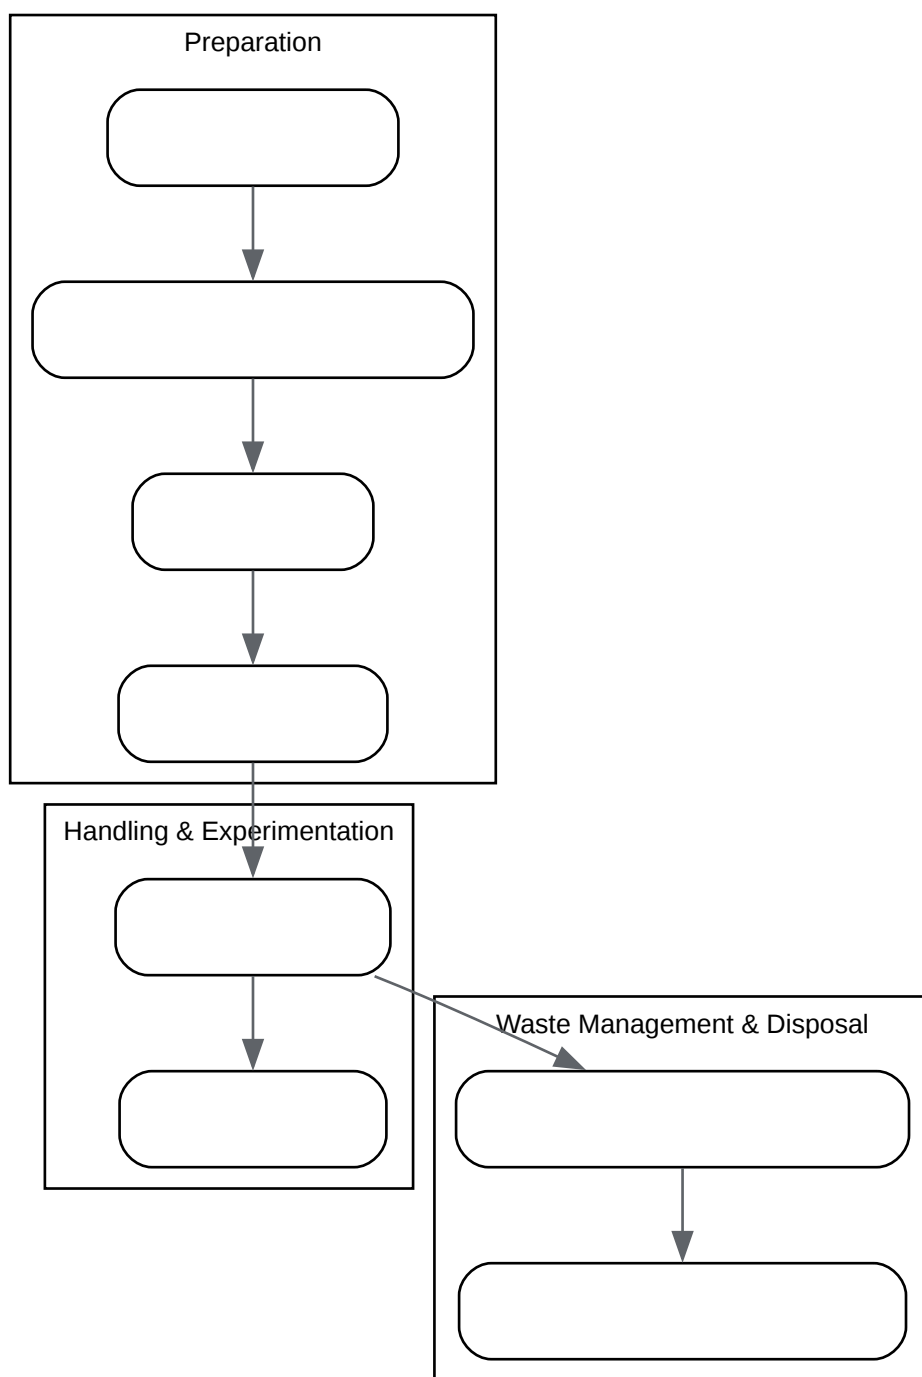 Preparation
Handling & Experimentation
Waste Management & Disposal